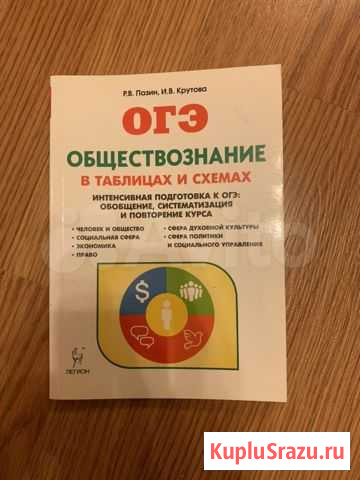 Р.В. Пазин, И.В. Крутова
ОГЭ
ОБЩЕСТВОЗНАНИЕ
В ТАБЛИЦАХ И СХЕМАХ
ИНТЕНСИВНАЯ ПОДГОТОВКА К ОГЭ:
ОБОБЩЕНИЕ, СИСТЕМАТИЗАЦИЯ
И ПОВТОРЕНИЕ КУРСА
• ЧЕЛОВЕК И ОБЩЕСТВО
• СОЦИАЛЬНАЯ СФЕРА
• ЭКОНОМИКА
• ПРАВО
• СФЕРА ДУХОВНОЙ КУЛЬТУРЫ
• СФЕРА ПОЛИТИКИ
И СОЦИАЛЬНОГО УПРАВЛЕНИЯ
$
ЛЕГИОН
Avito
KupluSrazu.ru